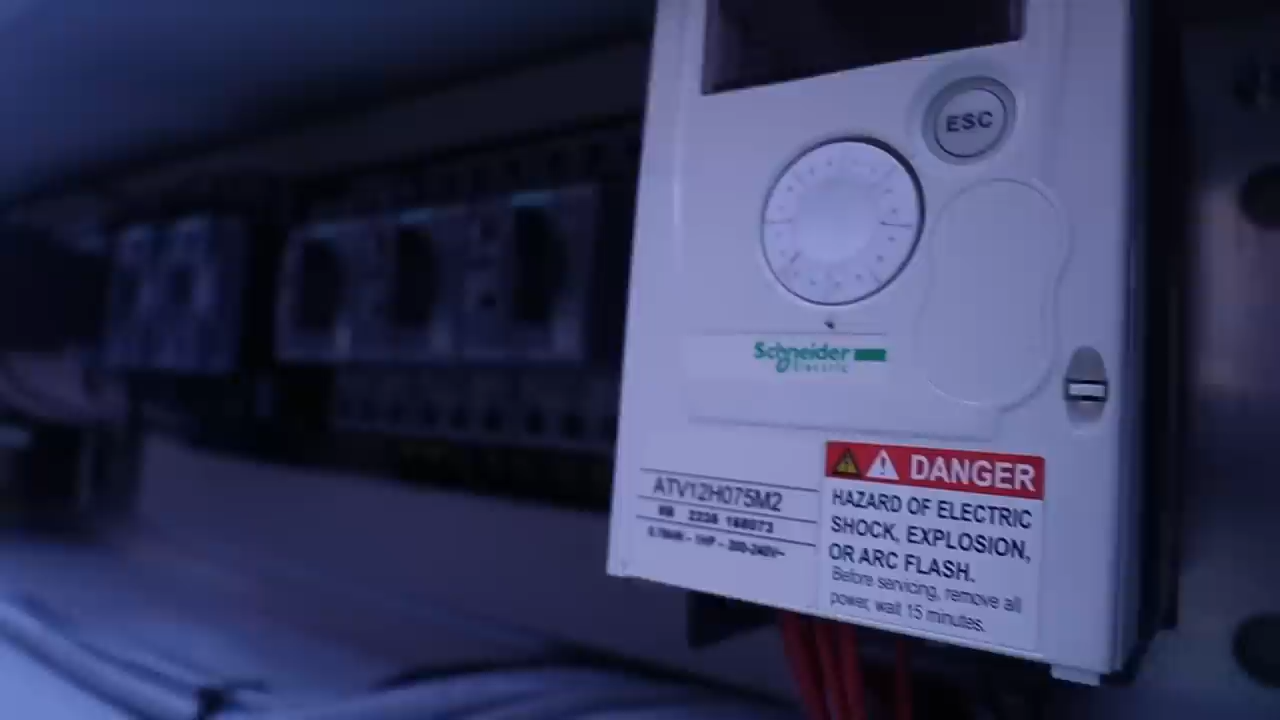 ESC
Schneider
Electric
ATV12H075M2
DANGER
HAZARD OF ELECTRIC
SHOCK, EXPLOSION,
OR ARC FLASH.
Before servicing, remove all
power, wait 15 minutes.